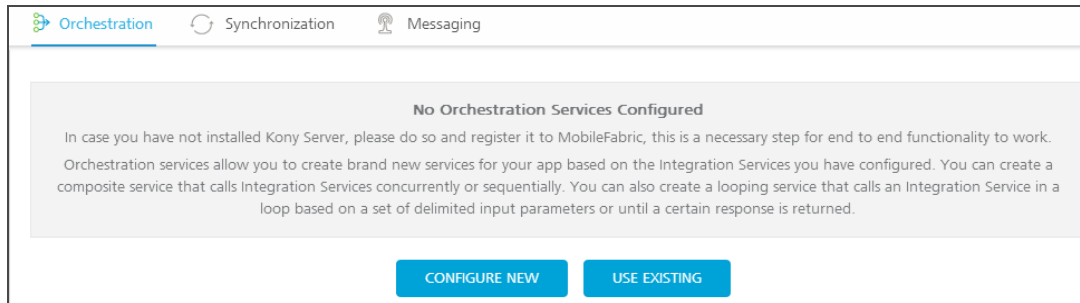 Orchestration Synchronization Messaging
No Orchestration Services Configured
In case you have not installed Kony Server, please do so and register it to MobileFabric, this is a necessary step for end to end functionality to work.
Orchestration services allow you to create brand new services for your app based on the Integration Services you have configured. You can create a
composite service that calls Integration Services concurrently or sequentially. You can also create a looping service that calls an Integration Service in a
loop based on a set of delimited input parameters or until a certain response is returned.
CONFIGURE NEW USE EXISTING